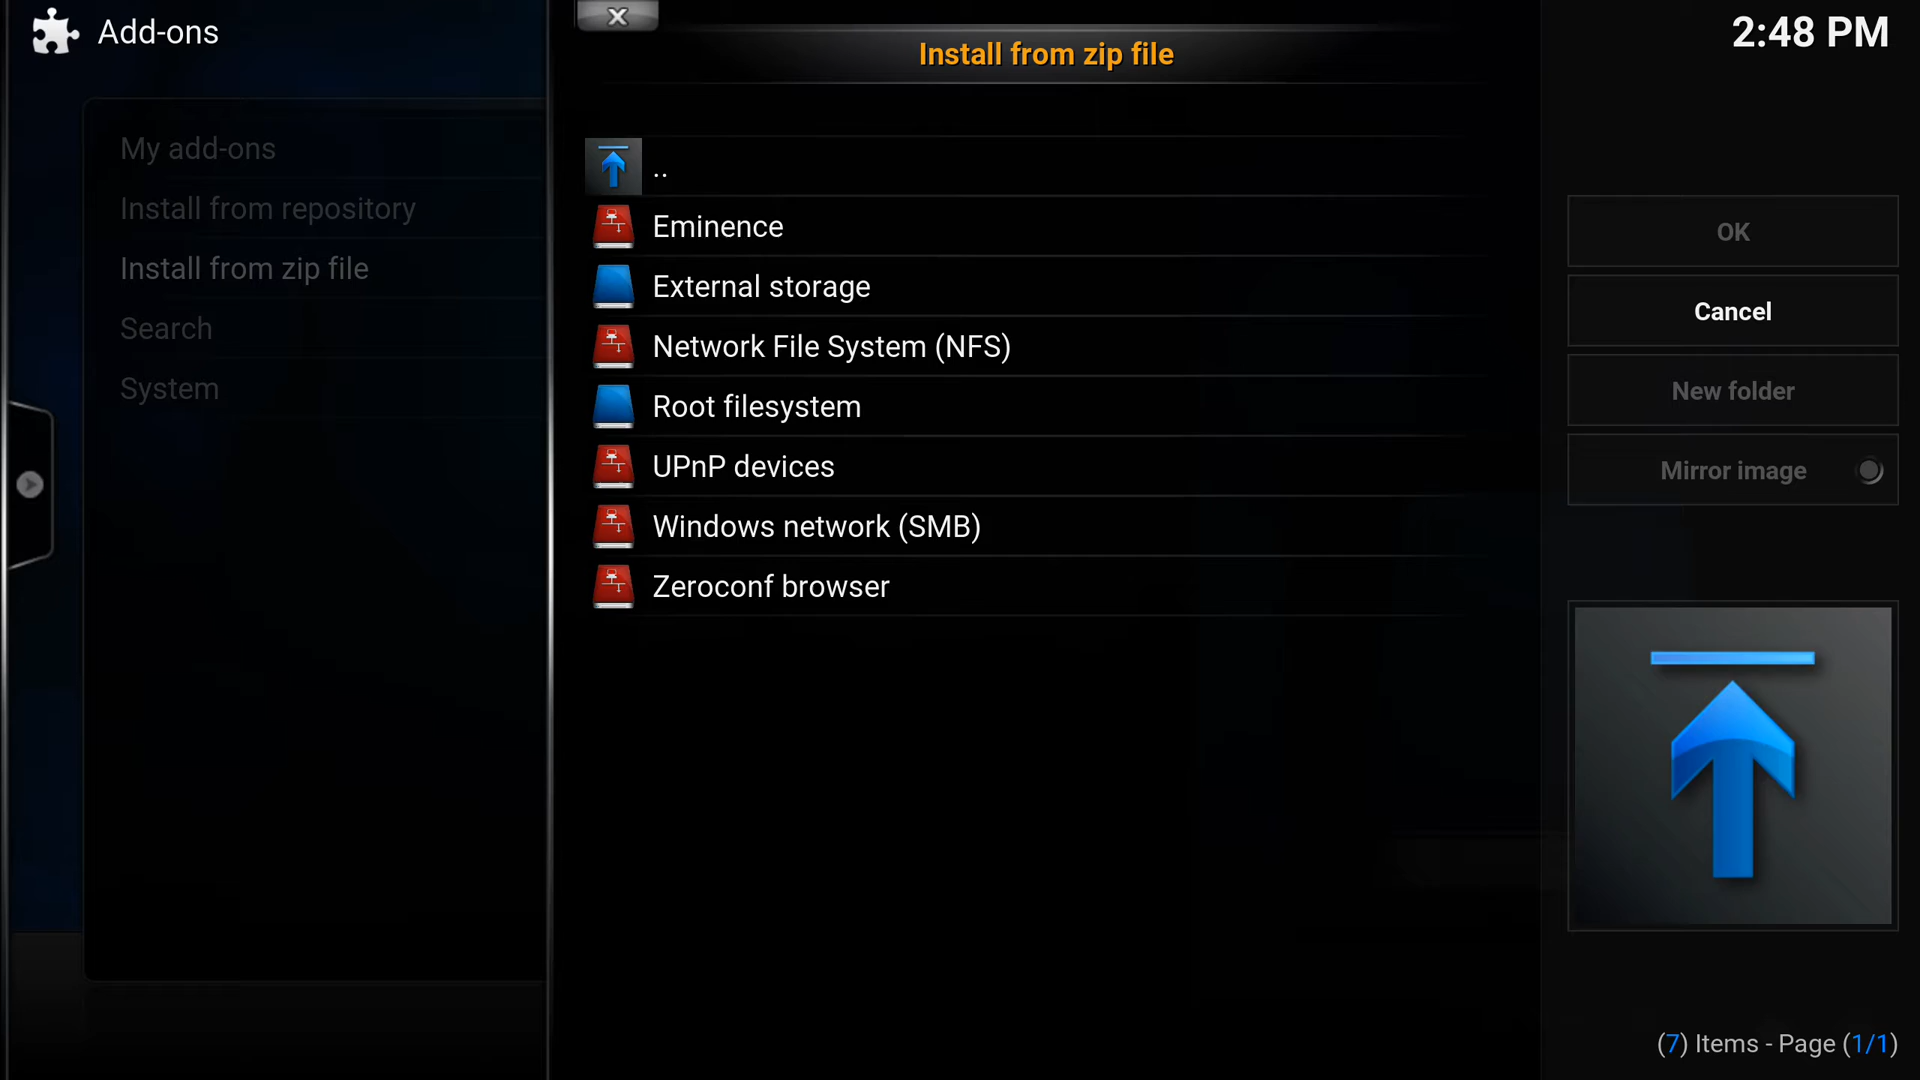 Add-ons
My add-ons
Install from repository
Install from zip file
Search
System
X
Install from zip file
..
Eminence
External storage
Network File System (NFS)
Root filesystem
UPnP devices
Windows network (SMB)
Zeroconf browser
2:48 PM
OK
Cancel
New folder
Mirror image
(7) Items - Page (1/1)